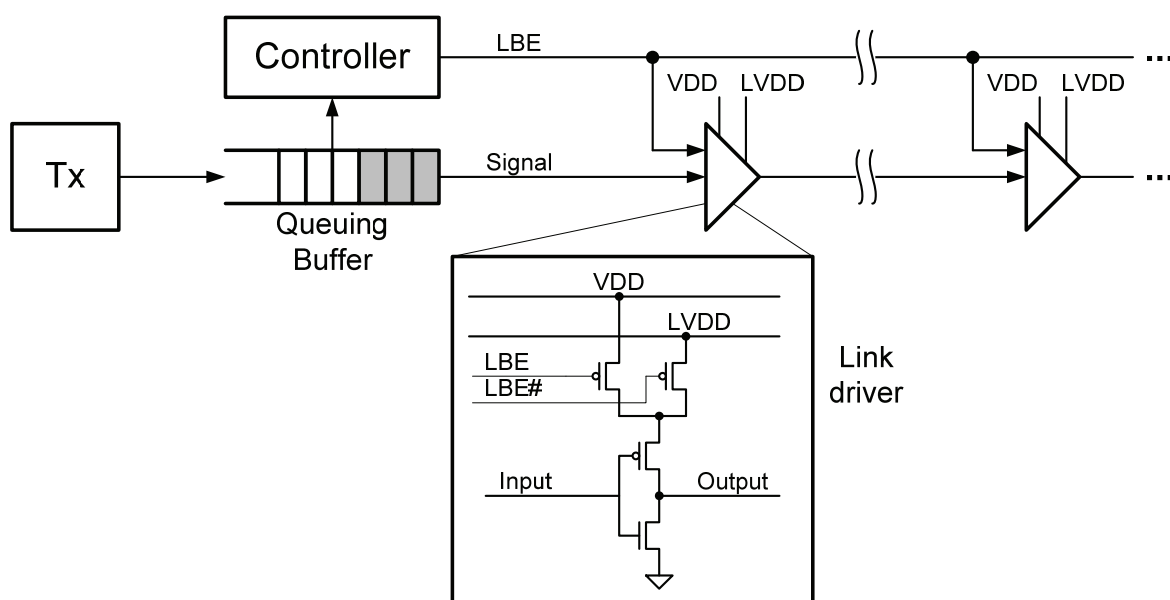 Controller
LBE
VDD LVDD
VDD LVDD
Tx
Signal
Queuing
Buffer
VDD
LVDD
LBE
LBE#
Link
driver
Input
Output